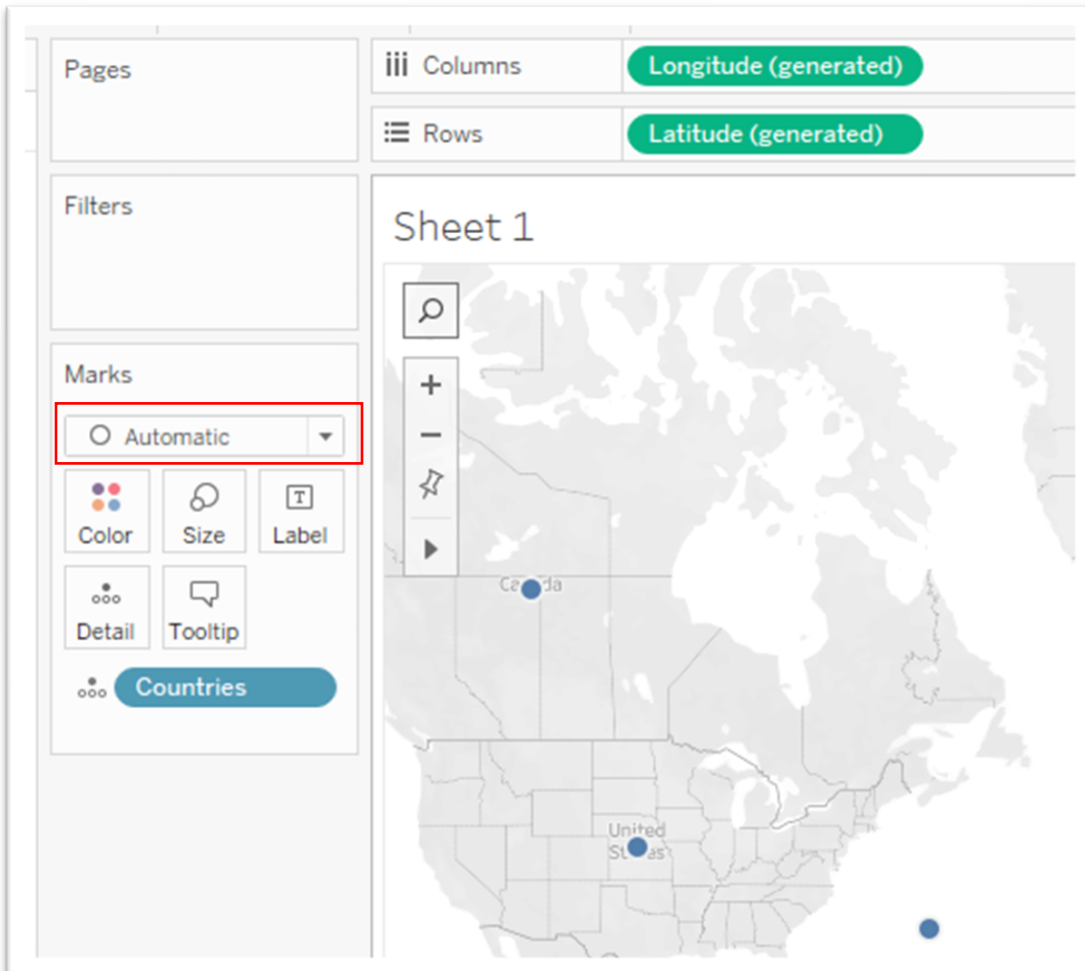 Pages
Columns
Longitude (generated)
Rows
Latitude (generated)
Filters
Sheet 1
Marks
Automatic
Color
Size
T
Label
Detail
Tooltip
Countries
Canada
United
States